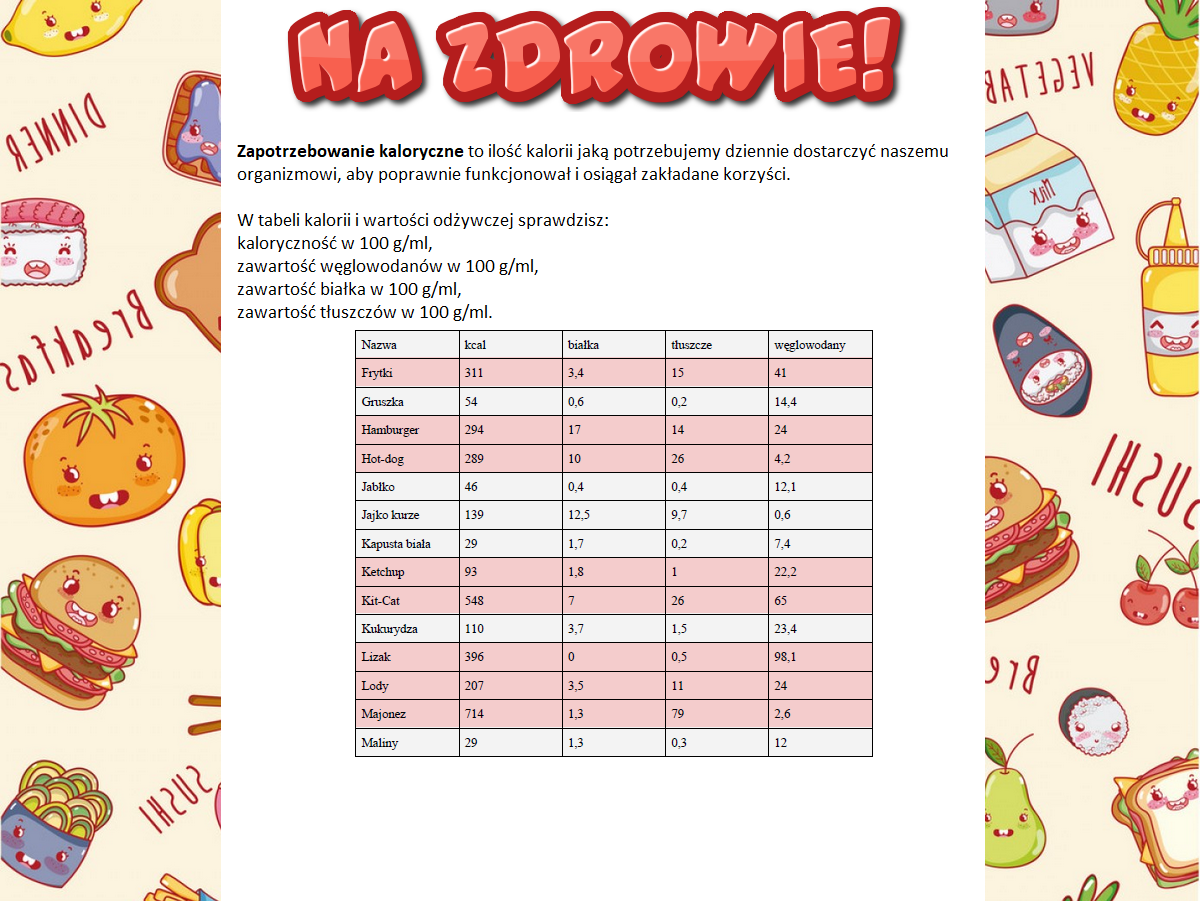 NA ZDROWIE!
Zapotrzebowanie kaloryczne to ilość kalorii jaką potrzebujemy dziennie dostarczyć naszemu
organizmowi, aby poprawnie funkcjonował i osiągał zakładane korzyści.
W tabeli kalorii i wartości odżywczej sprawdzisz:
kaloryczność w 100 g/ml,
zawartość węglowodanów w 100 g/ml,
zawartość białka w 100 g/ml,
zawartość tłuszczów w 100 g/ml.
Nazwa kcal białka tłuszcze węglowodany
Frytki 311 3,4 15 41
Gruszka 54 0,6 0,2 14,4
Hamburger 294 17 14 24
Hot-dog 289 10 26 4,2
Jabłko 46 0,4 0,4 12,1
Jajko kurze 139 12,5 9,7 0,6
Kapusta biała 29 1,7 0,2 7,4
Ketchup 93 1,8 1 22,2
Kit-Cat 548 7 26 65
Kukurydza 110 3,7 1,5 23,4
Lizak 396 0 0,5 98,1
Lody 207 3,5 11 24
Majonez 714 1,3 79 2,6
Maliny 29 1,3 0,3 12
DINNER
Breakfas
SUSHI
VEGETAR
Milk
SUSHI
Bre